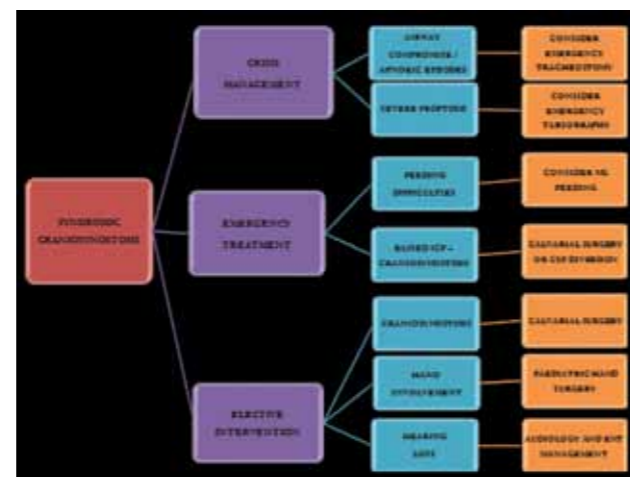 SYNDROMIC
CRANIOSYNOSTOSIS
CRISIS
MANAGEMENT
EMERGENCY
TREATMENT
ELECTIVE
INTERVENTION
AIRWAY
COMPROMISE /
APNOEIC EPISODES
SEVERE PROPTOSIS
FEEDING
DIFFICULTIES
RAISED ICP +
CRANIOSYNOSTOSIS
CRANIOSYNOSTOSIS
HAND
INVOLVEMENT
HEARING
CONSIDER
EMERGENCY
TRACHEOSTOMY
CONSIDER
EMERGENCY
TARSORRAPHY
CONSIDER NG
FEEDING
CALVARIAL SURGERY
OR CSF DIVERSION
CALVARIAL SURGERY
PAEDIATRIC HAND
SURGERY
AUDIOLOGY AND ENT
MANAGEMENT